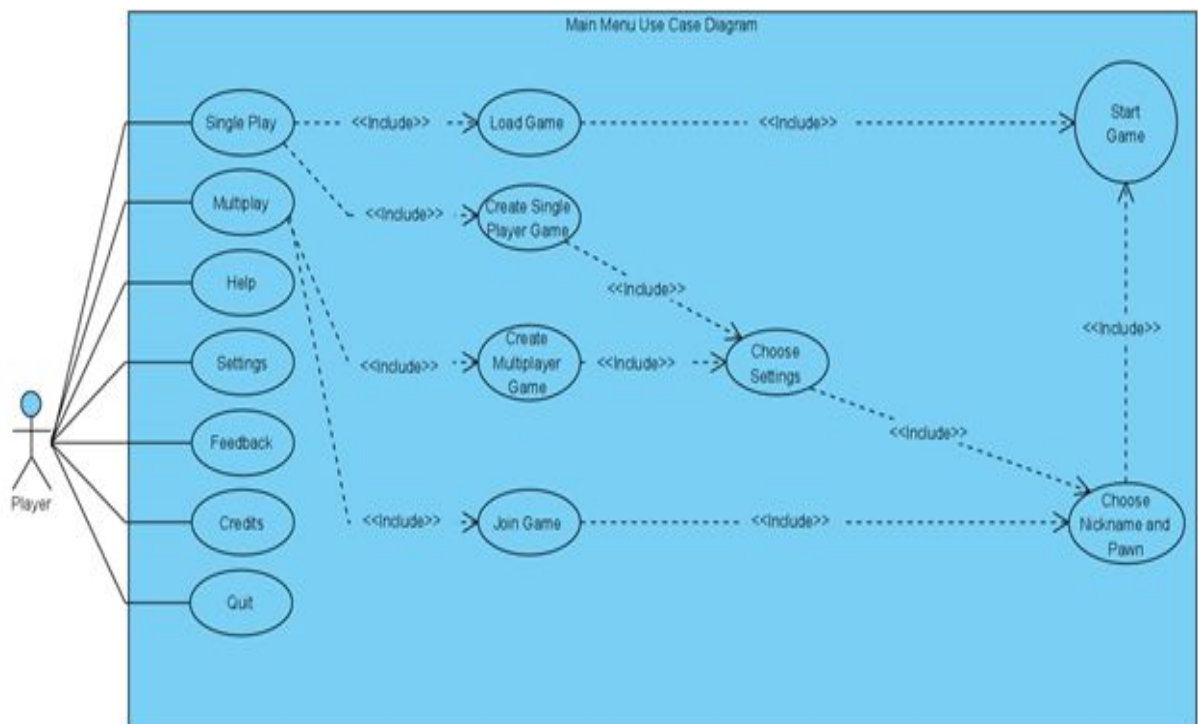 Main Menu Use Case Diagram
Single Play
<<Include>>
Load Game
<<Include>>
Start
Game
Multiplay
<<Include>>
Create Single
Player Game
Help
<<Include>>
<<Include>>
Settings
<<Include>>
Create
Multiplayer
Game
<<Include>>
Choose
Settings
Feedback
<<Include>>
Player
Credits
<<Include>>
Join Game
<<Include>>
Choose
Nickname and
Pawn
Quit